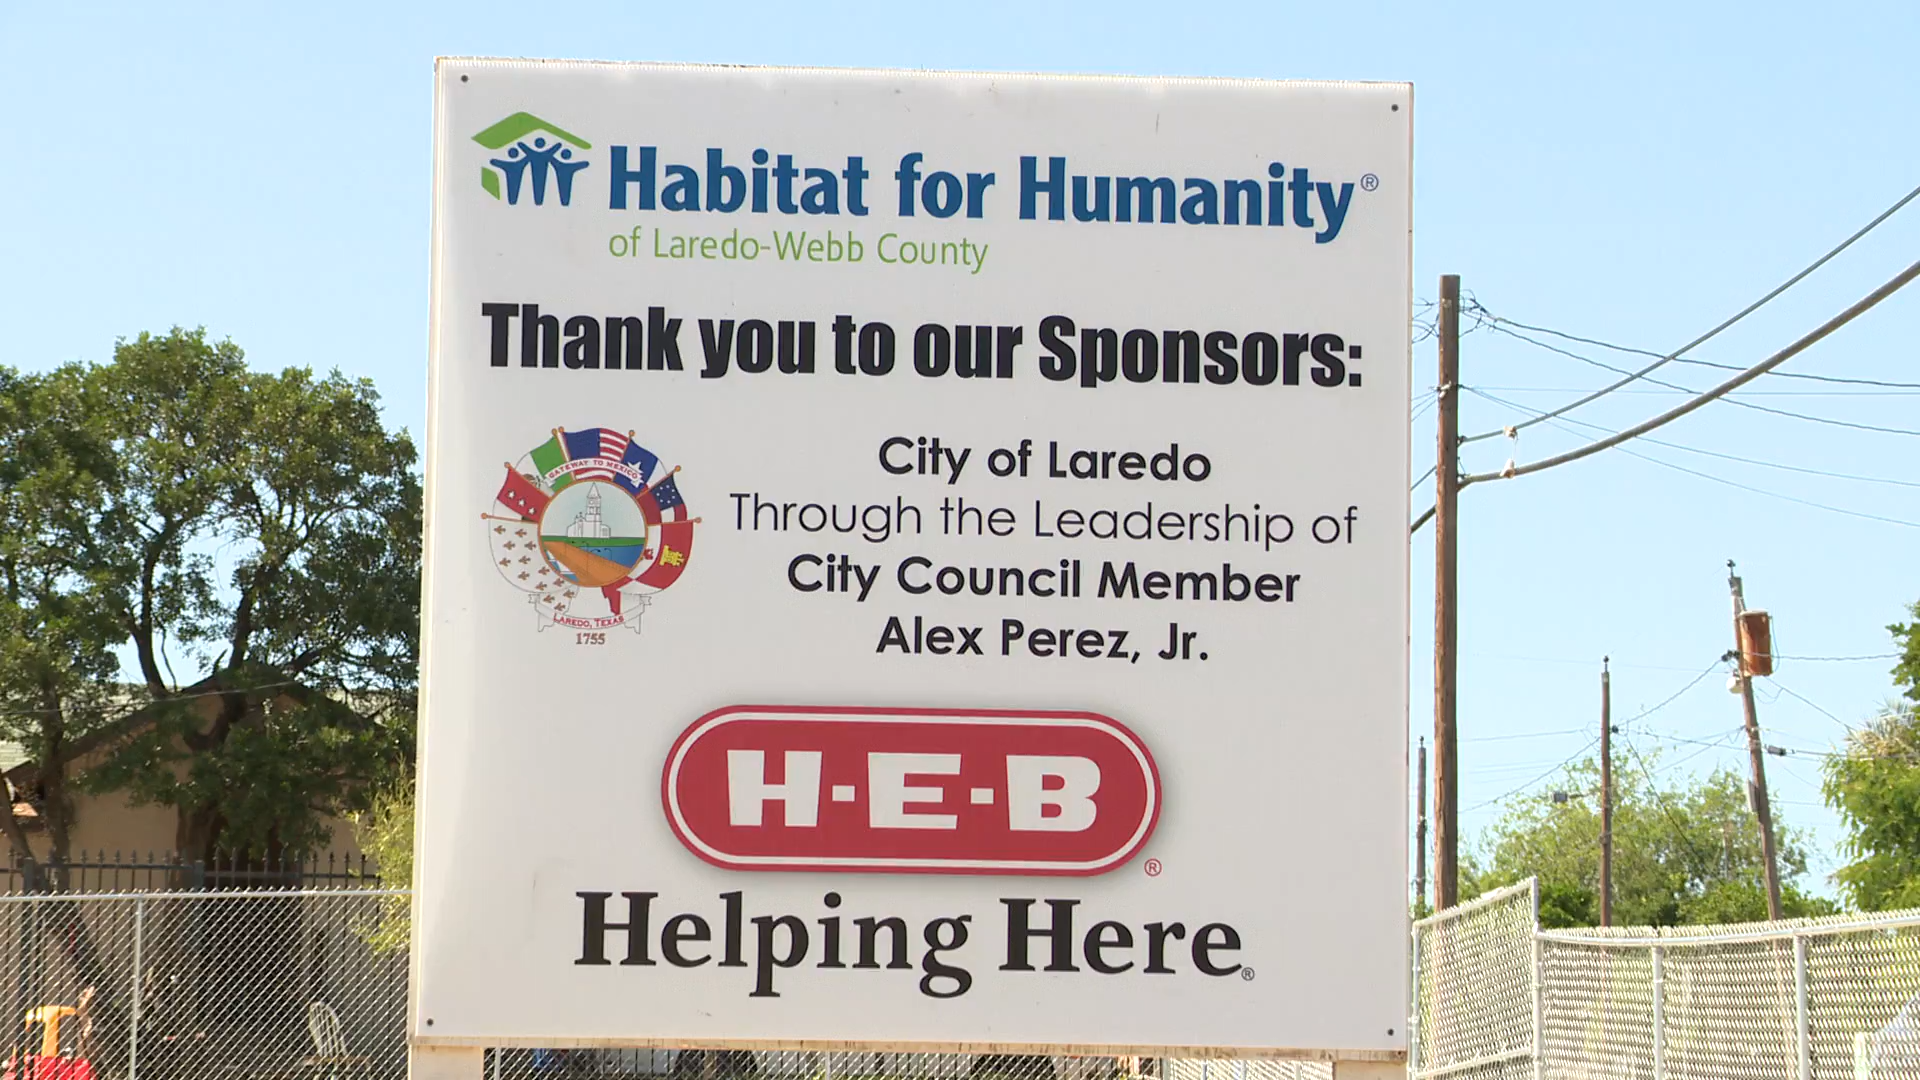 Habitat for Humanity®
of Laredo-Webb County
Thank you to our Sponsors:
GATEWAY TO MEXICO
LAREDO, TEXAS
1755
City of Laredo
Through the Leadership of
City Council Member
Alex Perez, Jr.
H-E-B®
Helping Here®